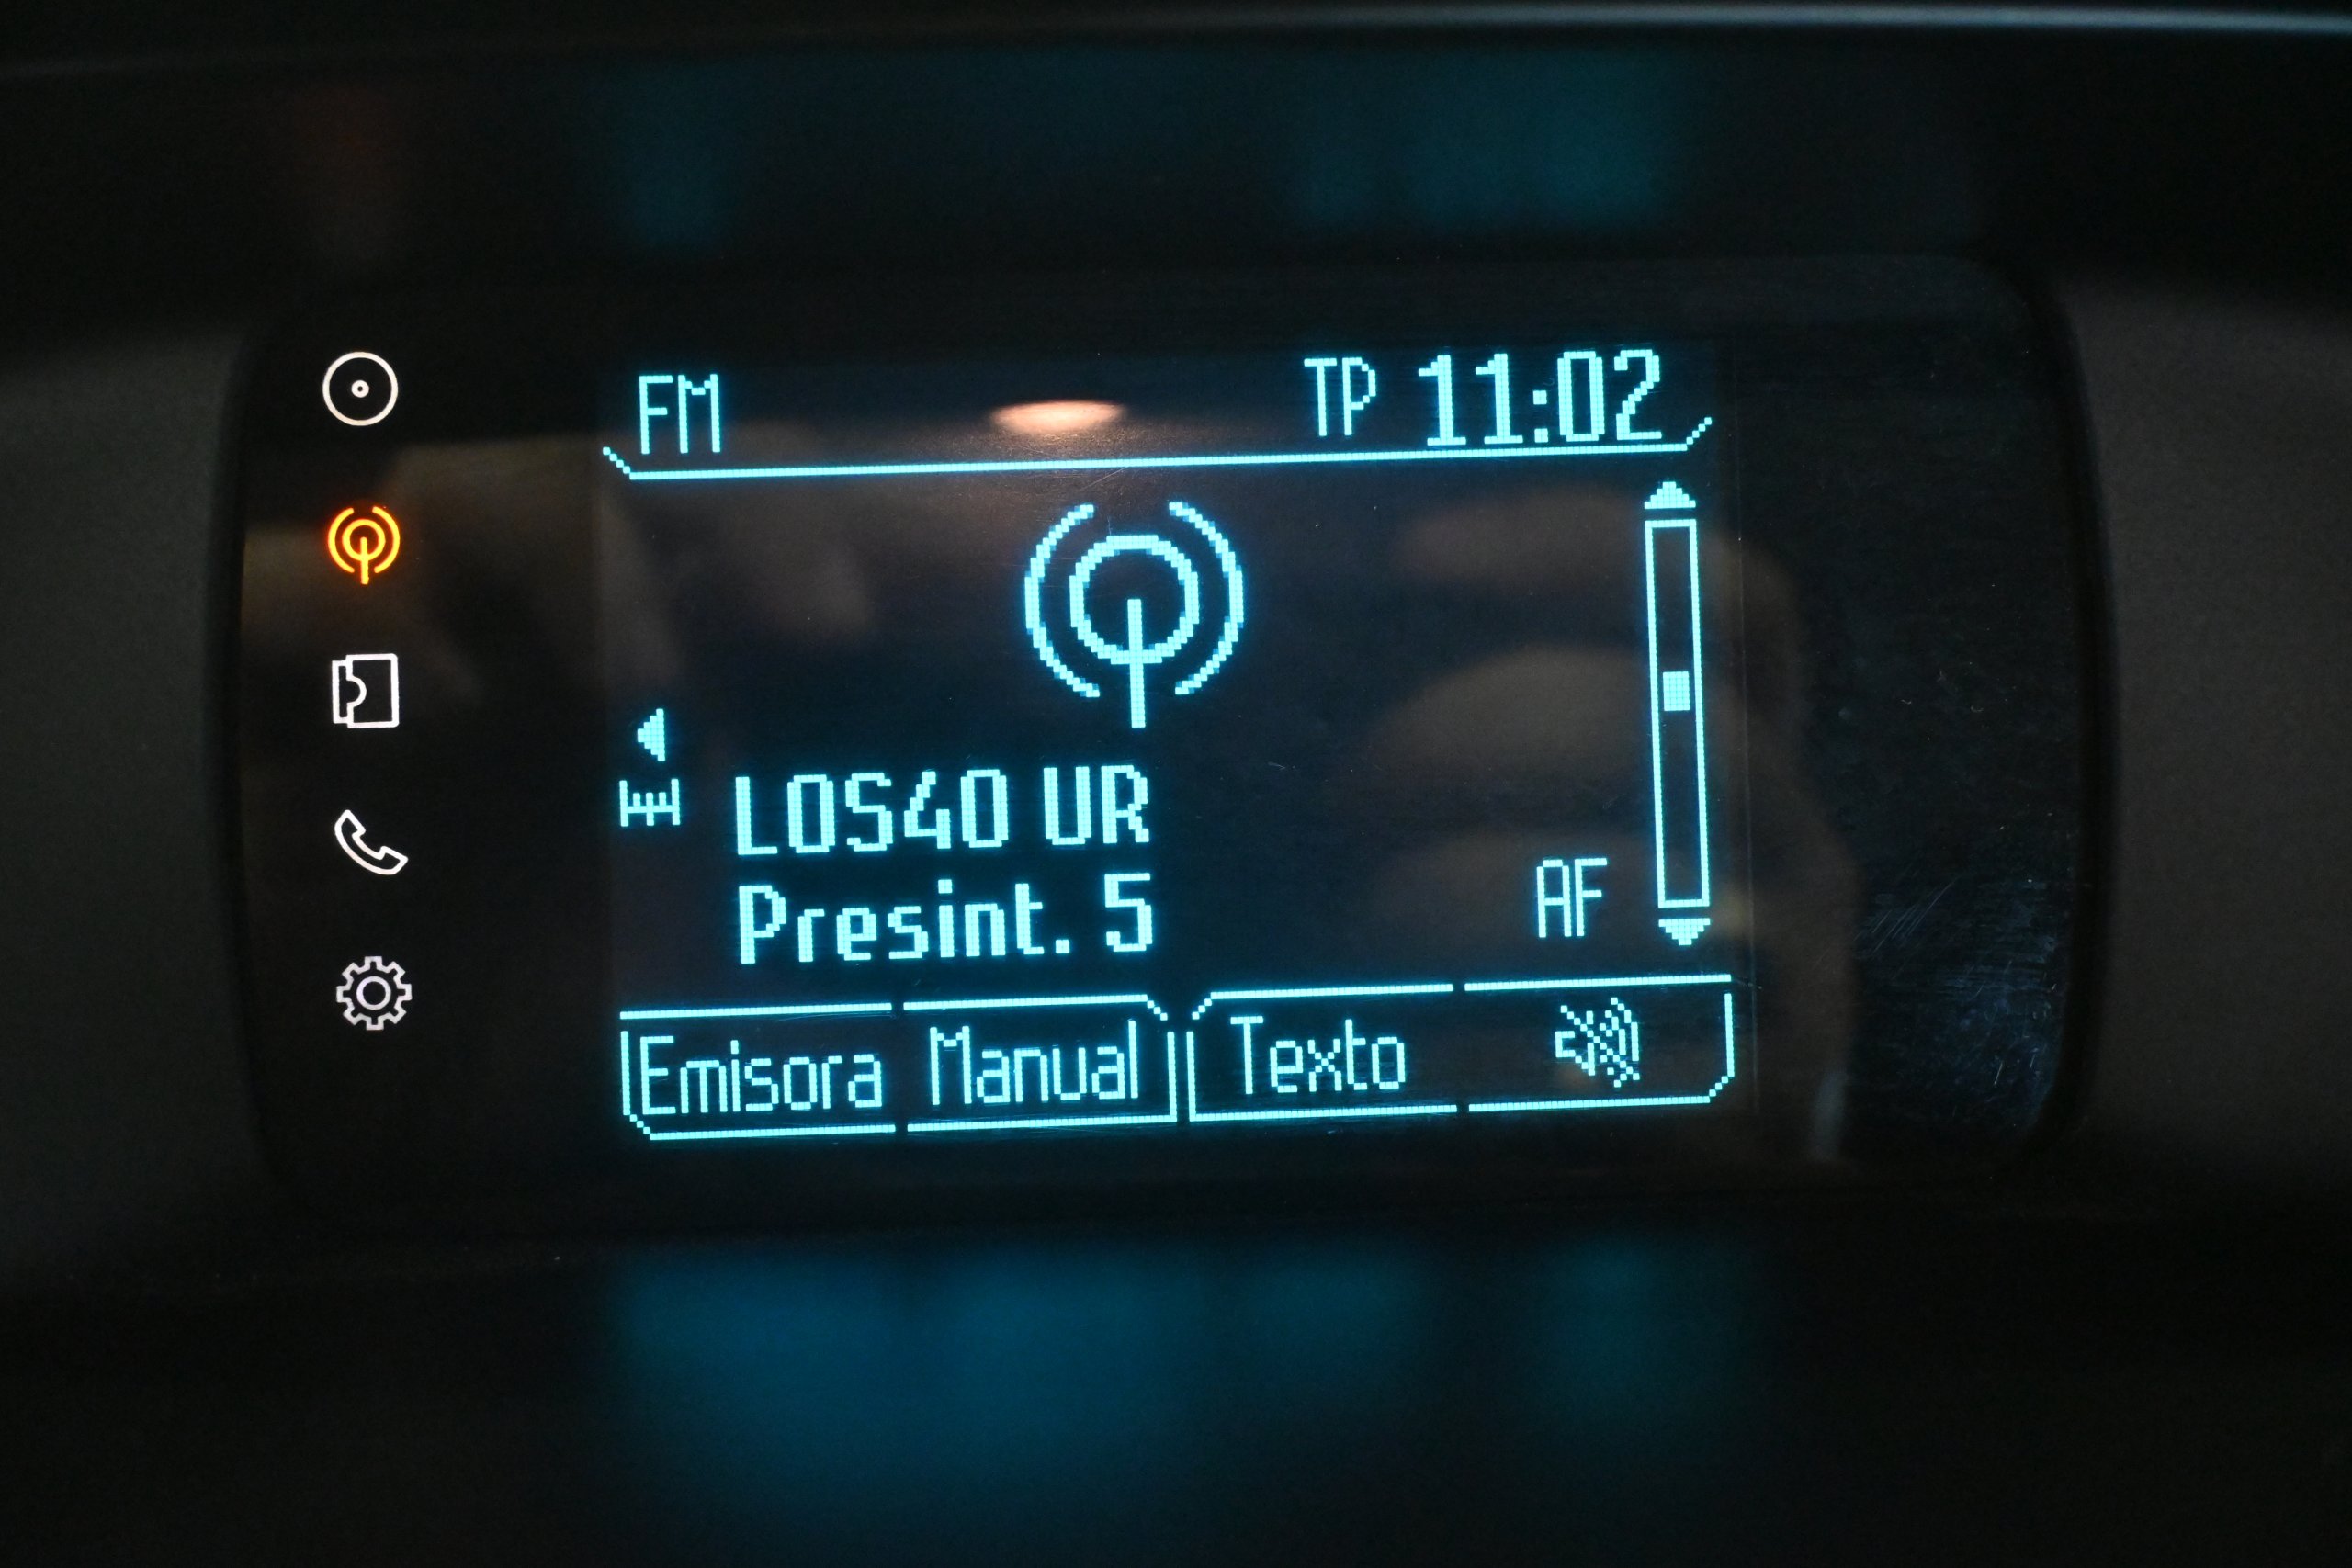 FM TP 11:02
LOS40 UR
Presint. 5
AF
Emisora Manual Texto